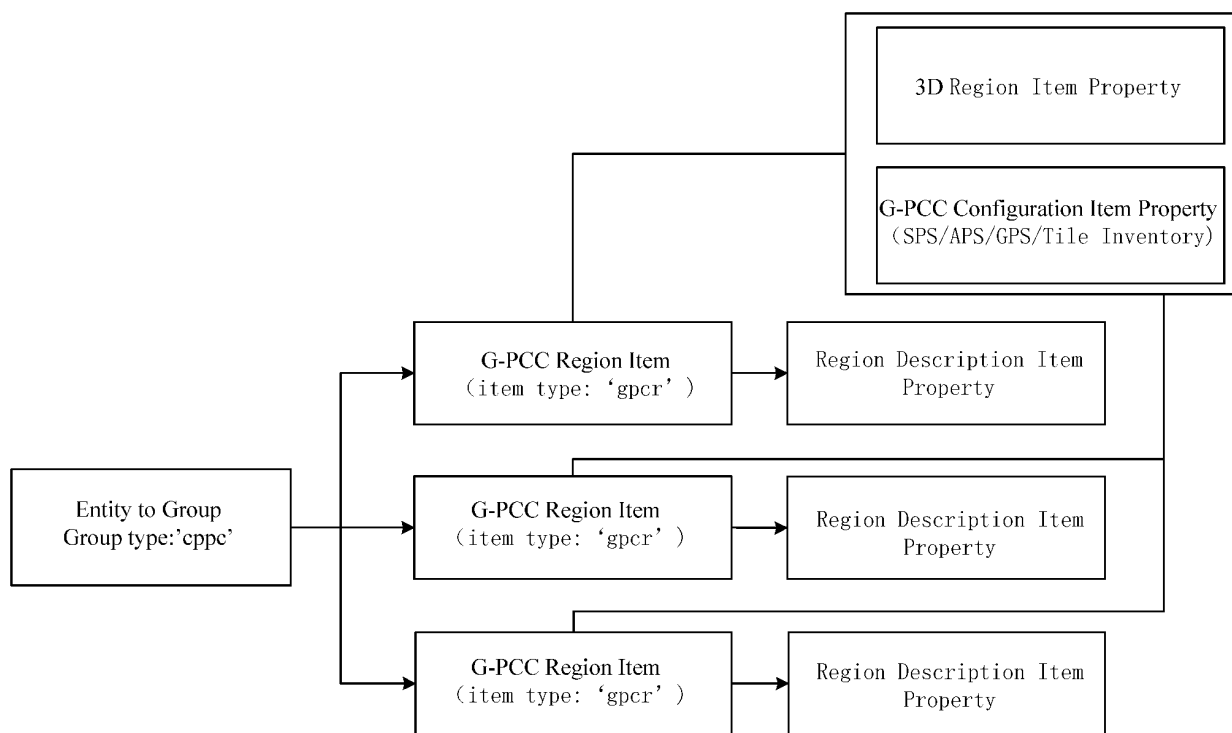 3D Region Item Property
G-PCC Configuration Item Property
(SPS/APS/GPS/Tile Inventory)
G-PCC Region Item
(item type: ‘gpcr’)
Region Description Item
Property
Entity to Group
Group type:’cppc’
G-PCC Region Item
(item type: ‘gpcr’)
Region Description Item
Property
G-PCC Region Item
(item type: ‘gpcr’)
Region Description Item
Property